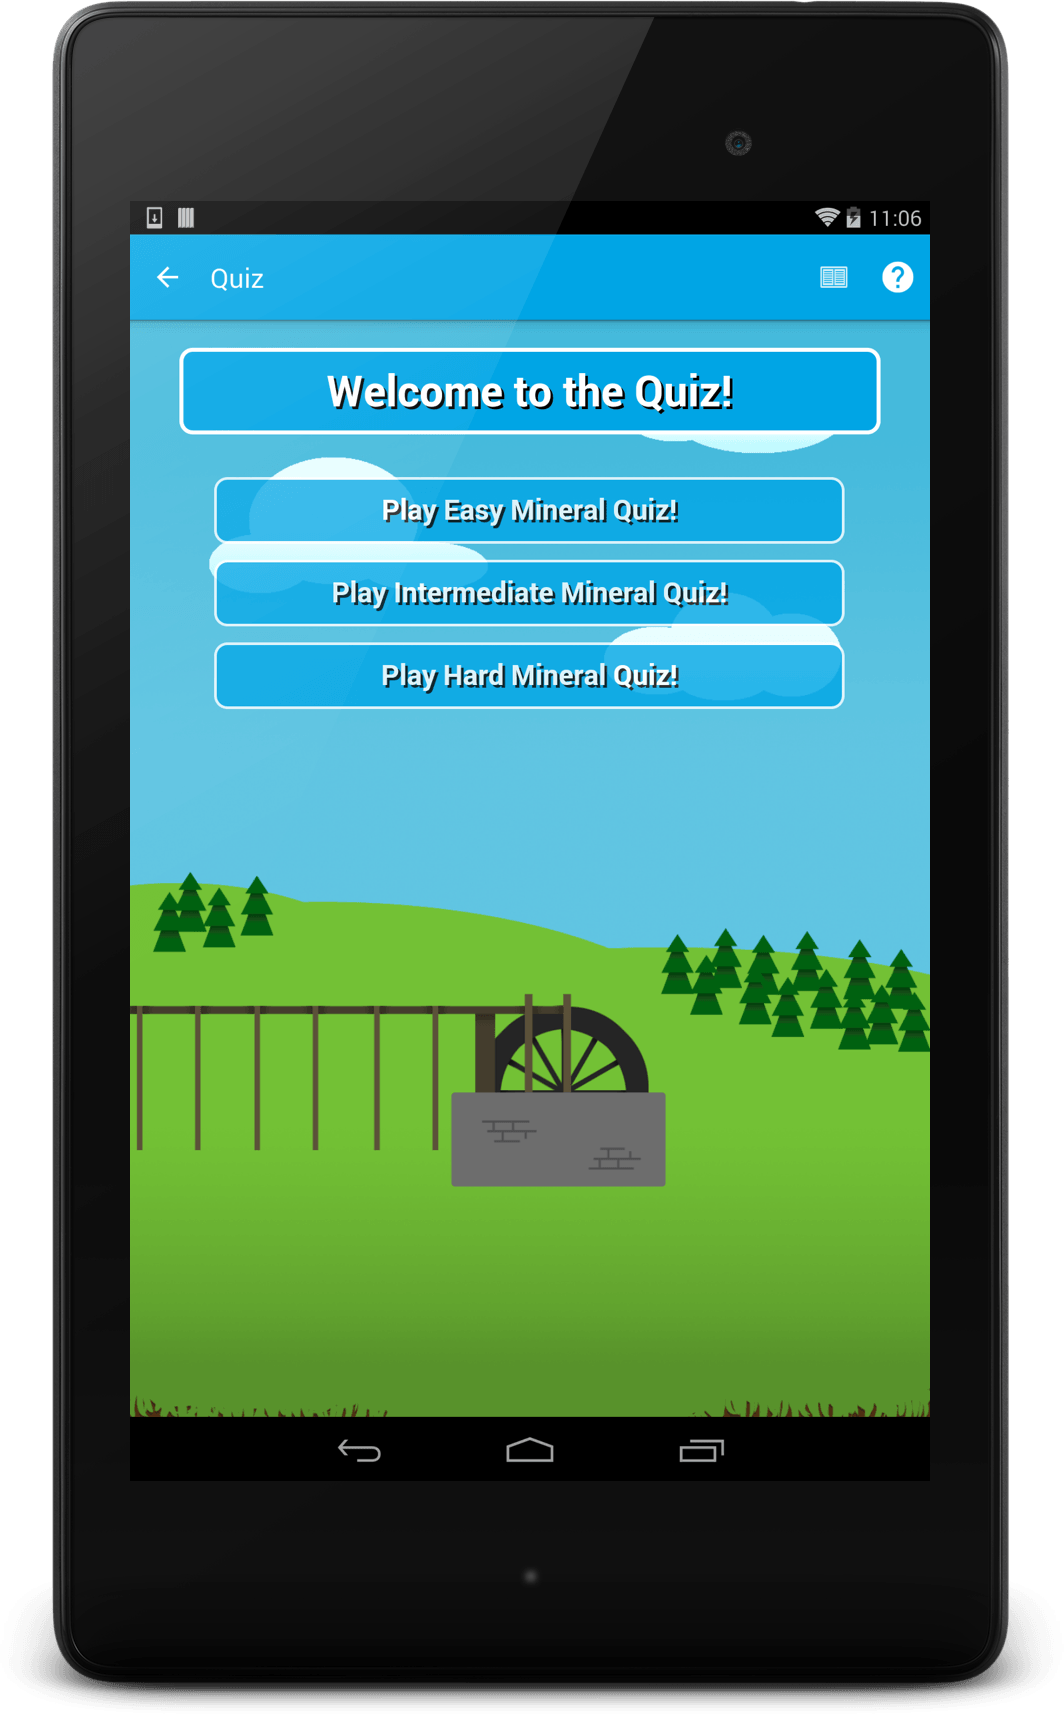 11:06
Quiz
?
Welcome to the Quiz!
Play Easy Mineral Quiz!
Play Intermediate Mineral Quiz!
Play Hard Mineral Quiz!